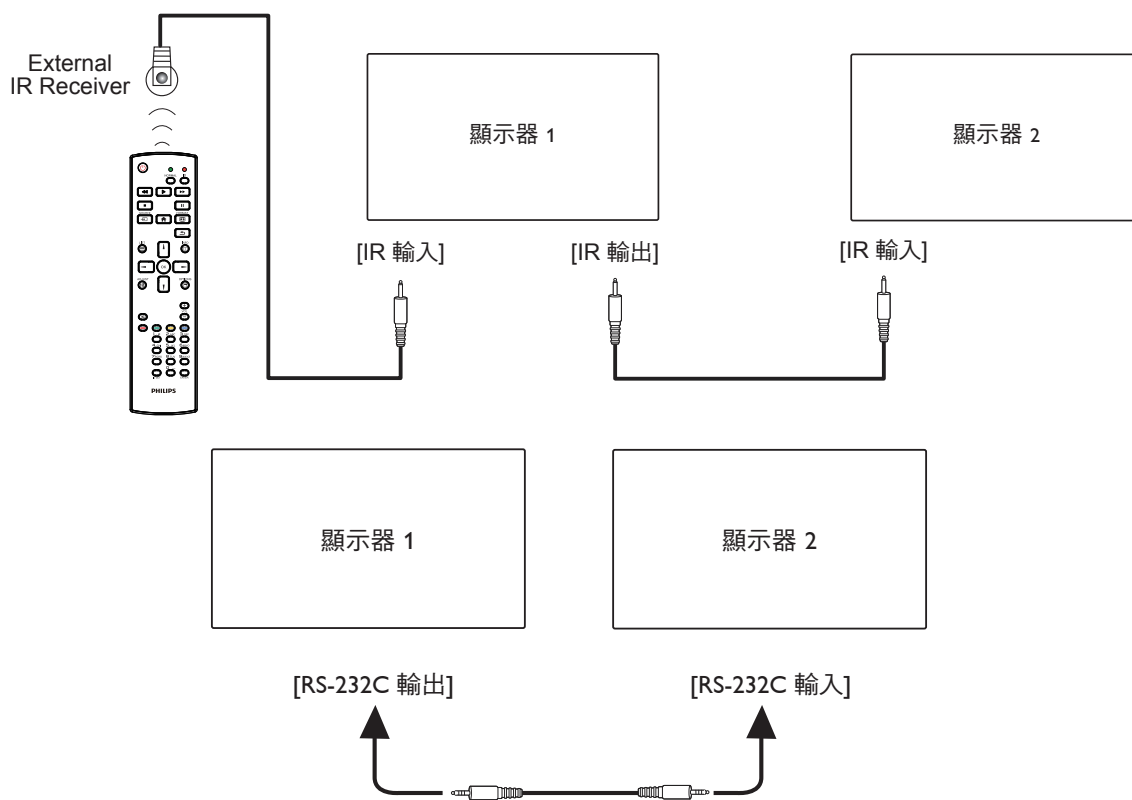 External
IR Receiver
顯示器 1
顯示器 2
[IR 輸入]
[IR 輸出]
[IR 輸入]
PHILIPS
顯示器 1
顯示器 2
[RS-232C 輸出]
[RS-232C 輸入]